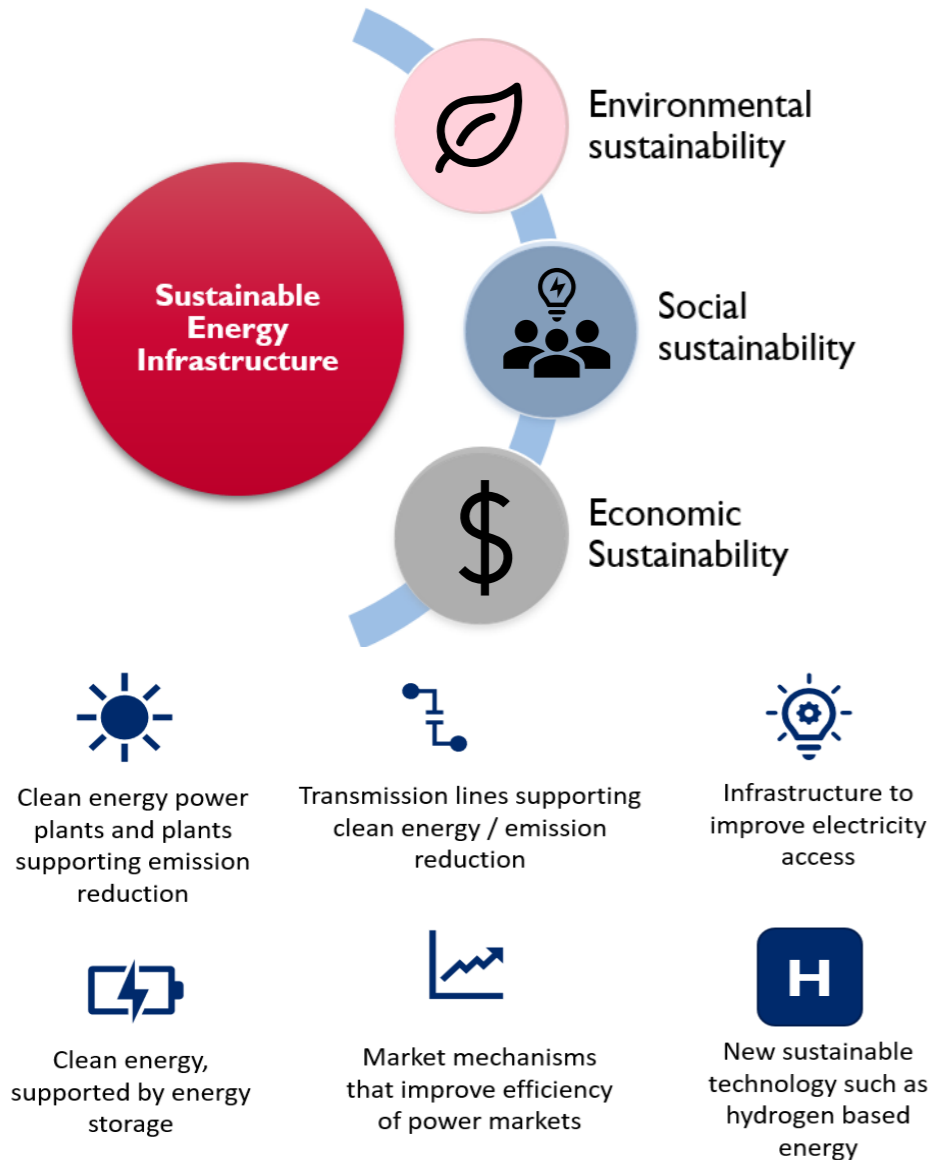 Environmental
sustainability
Sustainable
Energy
Infrastructure
Social
sustainability
Economic
Sustainability
$
Clean energy power
plants and plants
supporting emission
reduction
Transmission lines supporting
clean energy / emission
reduction
Infrastructure to
improve electricity
access
Clean energy,
supported by energy
storage
Market mechanisms
that improve efficiency
of power markets
H
New sustainable
technology such as
hydrogen based
energy